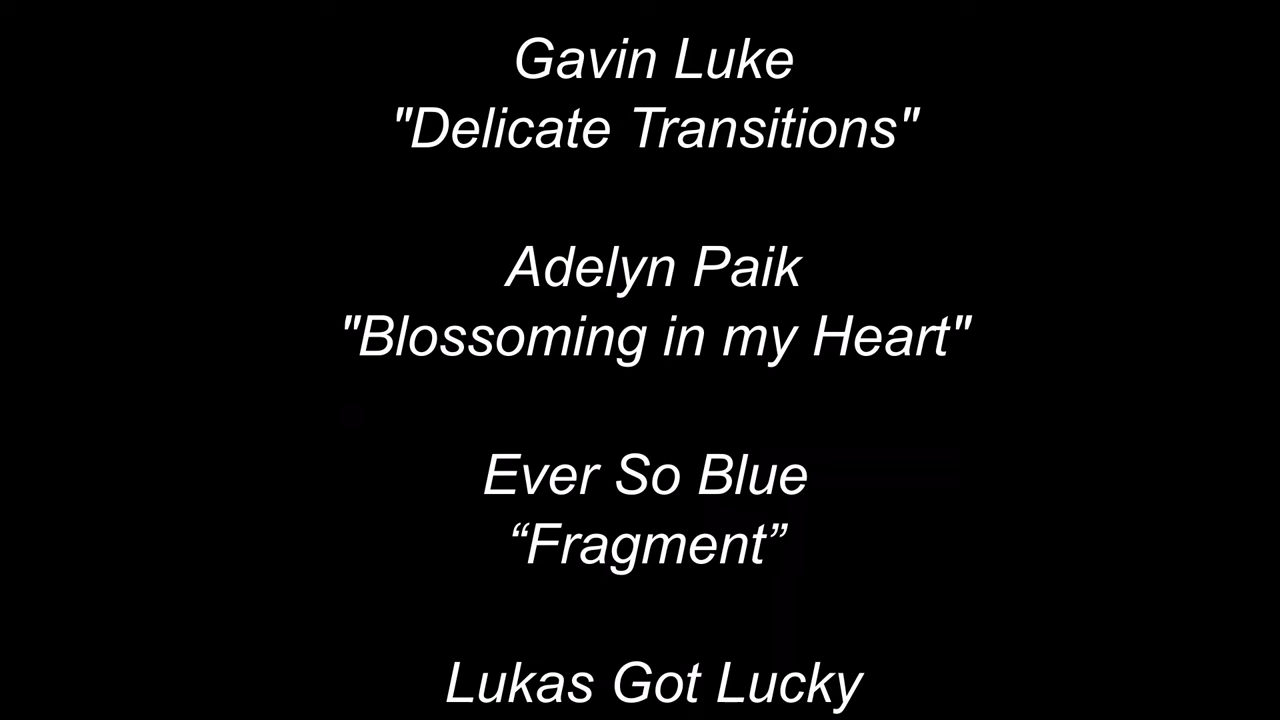 Gavin Luke
"Delicate Transitions"
Adelyn Paik
"Blossoming in my Heart"
Ever So Blue
“Fragment”
Lukas Got Lucky